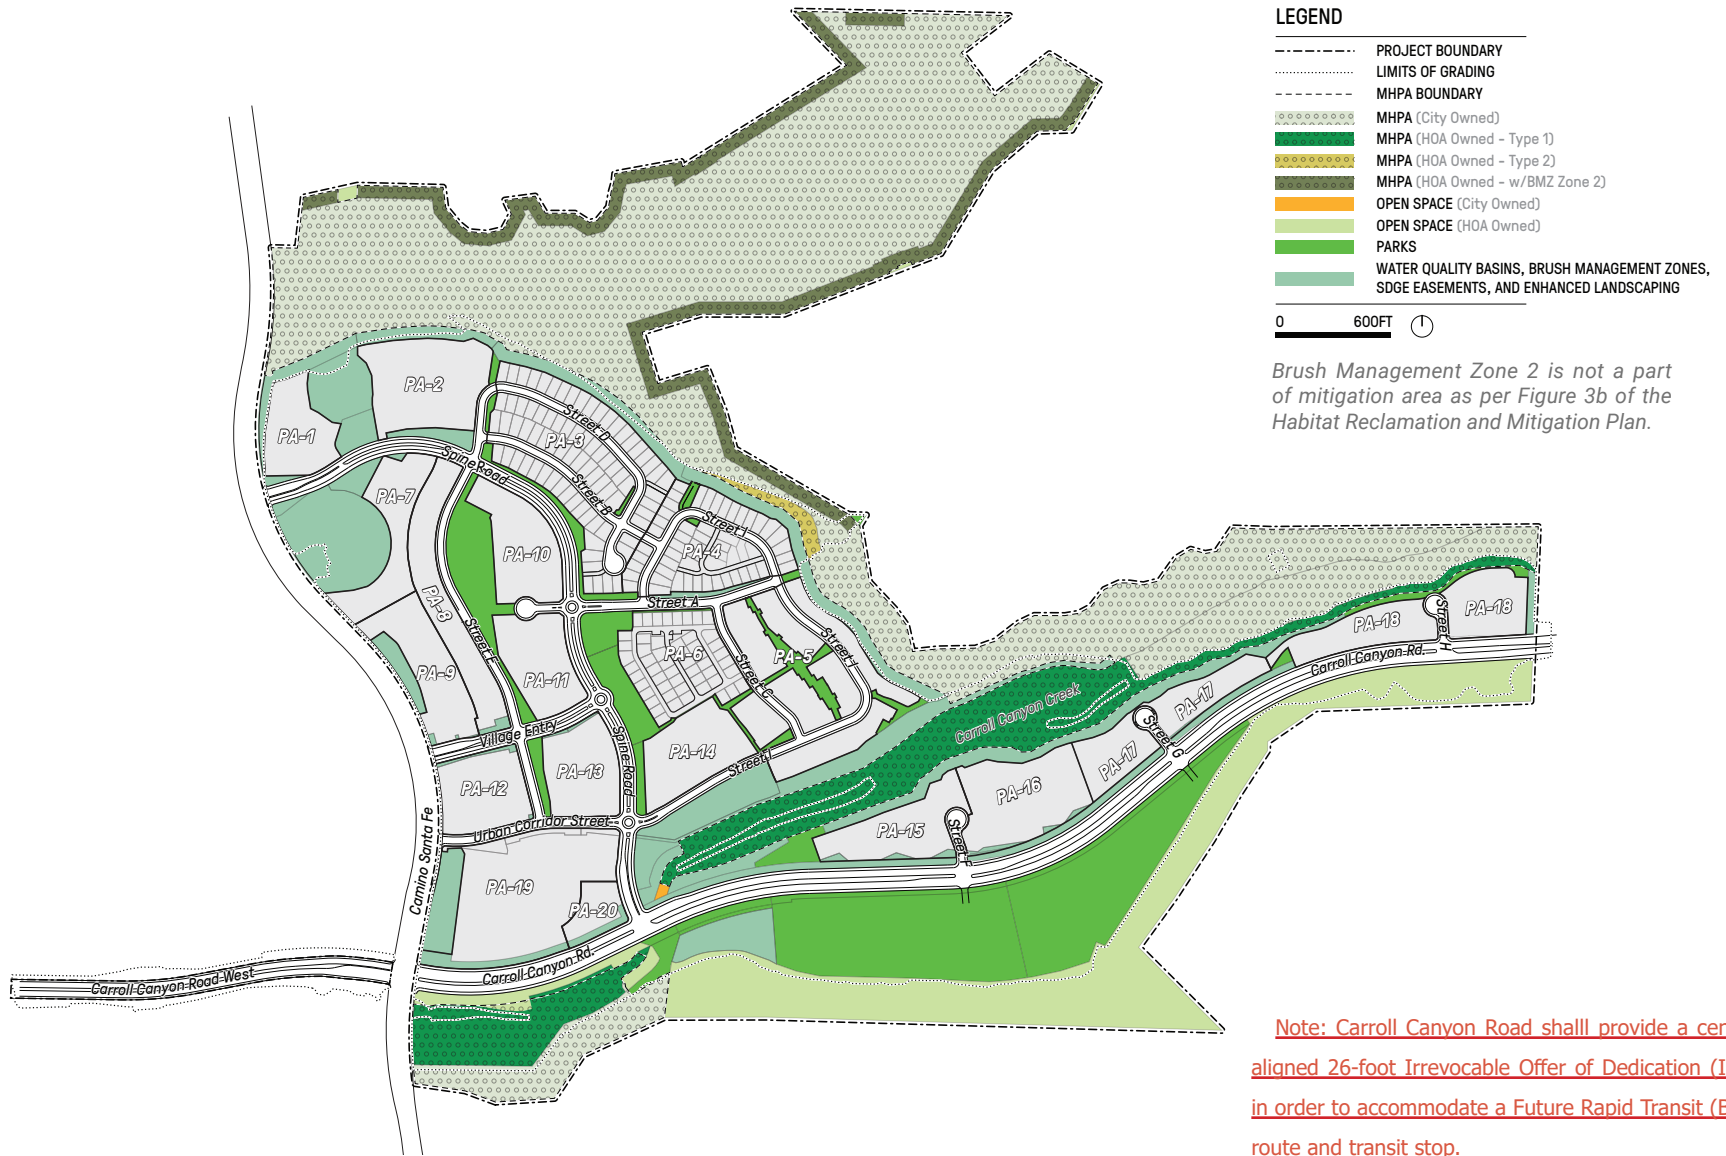 LEGEND
PROJECT BOUNDARY
LIMITS OF GRADING
MHPA BOUNDARY
MHPA (City Owned)
MHPA (HOA Owned - Type 1)
MHPA (HOA Owned - Type 2)
MHPA (HOA Owned - w/BMZ Zone 2)
OPEN SPACE (City Owned)
OPEN SPACE (HOA Owned)
PARKS
WATER QUALITY BASINS, BRUSH MANAGEMENT ZONES,
SDGE EASEMENTS, AND ENHANCED LANDSCAPING
0 600FT
Brush Management Zone 2 is not a part
of mitigation area as per Figure 3b of the
Habitat Reclamation and Mitigation Plan.
PA-2
PA-1
Street D
PA-3
Spine Road
PA-7
Street B
Street I
PA-4
PA-10
PA-8
Street A
Street E
PA-6
PA-5
Street I
PA-9
Street C
PA-11
Village Entry
Spine Road
PA-14
Street I
PA-13
PA-12
Urban Corridor Street
Camino Santa Fe
PA-19
PA-20
Carroll Canyon Rd.
Carroll Canyon Road West
Carroll Canyon Creek
PA-15
Street F
PA-16
PA-17
Street G
PA-17
Carroll Canyon Rd.
PA-18
Street H
PA-18
Note: Carroll Canyon Road shalll provide a cen
aligned 26-foot Irrevocable Offer of Dedication (I
in order to accommodate a Future Rapid Transit (B
route and transit stop.